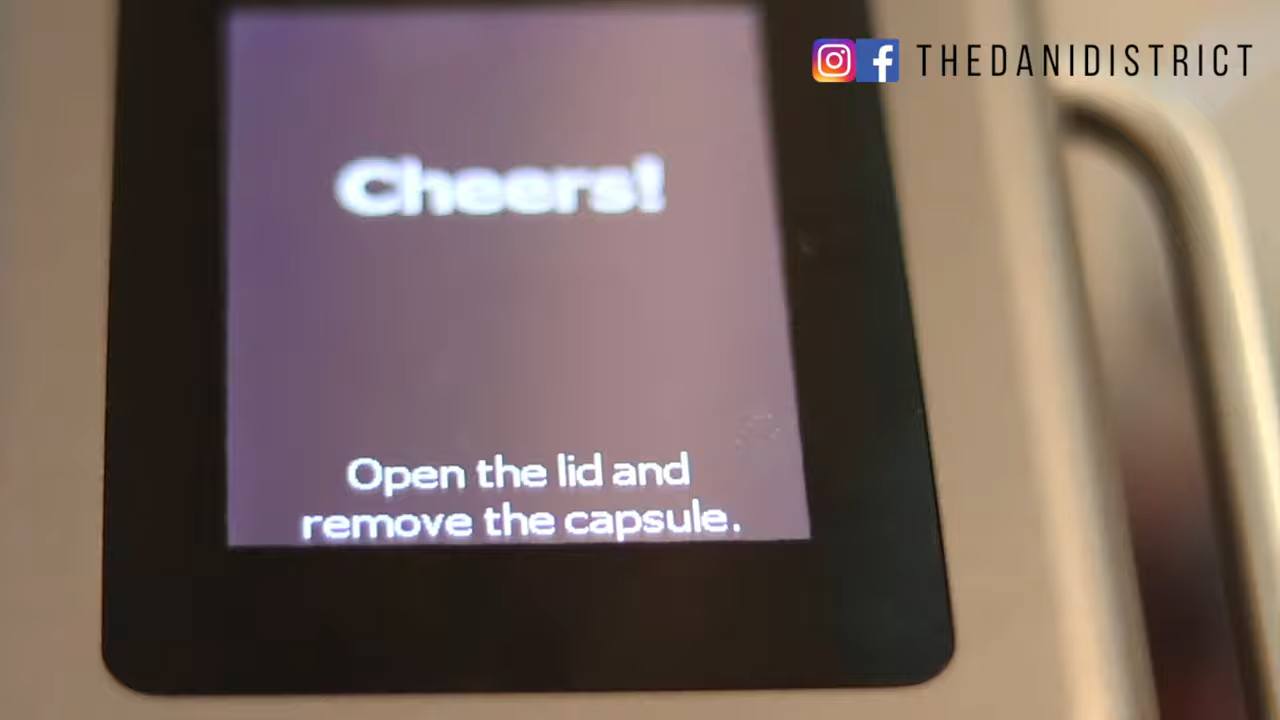 THEDANIDISTRICT
Cheers!
Open the lid and
remove the capsule.